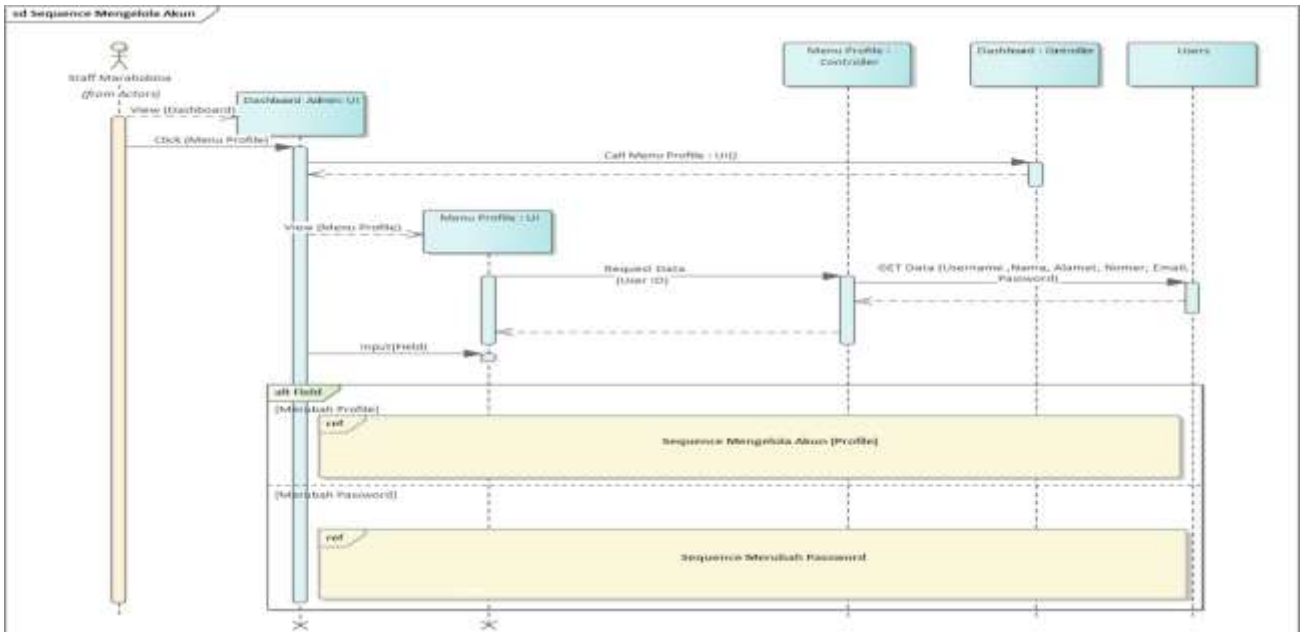 sd Sequence Mengelola Akun
Menu Profile :
Controller
Dashboard : Controller
Users
Staff
(from Actors)
Dashboard Admin: UI
View (Dashboard)
Click (Menu Profile)
Call Menu Profile : UI()
Menu Profile : UI
View (Menu Profile)
Request Data
(User ID)
GET Data (Username ,Nama, Alamat, Nomer, Email,
Password)
Input(Field)
alt Field
[Merubah Profile]
ref
Sequence Mengelola Akun (Profile)
[Merubah Password]
ref
Sequence Merubah Password